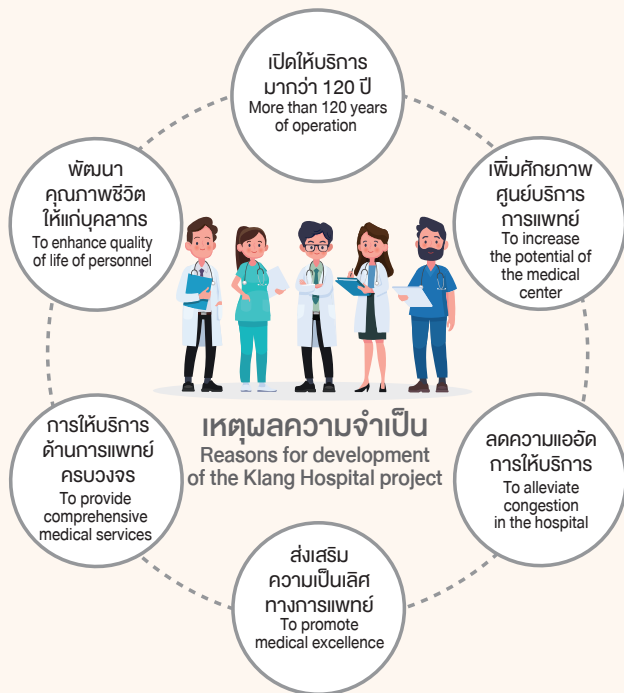 เปิดให้บริการ
มากว่า 120 ปี
More than 120 years
of operation
เพิ่มศักยภาพ
ศูนย์บริการ
การแพทย์
To increase
the potential of
the medical
center
ลดความแออัด
การให้บริการ
To alleviate
congestion
in the hospital
ส่งเสริม
ความเป็นเลิศ
ทางการแพทย์
To promote
medical excellence
การให้บริการ
ด้านการแพทย์
ครบวงจร
To provide
comprehensive
medical services
พัฒนา
คุณภาพชีวิต
ให้แก่บุคลากร
To enhance quality
of life of personnel
เหตุผลความจำเป็น
Reasons for development
of the Klang Hospital project